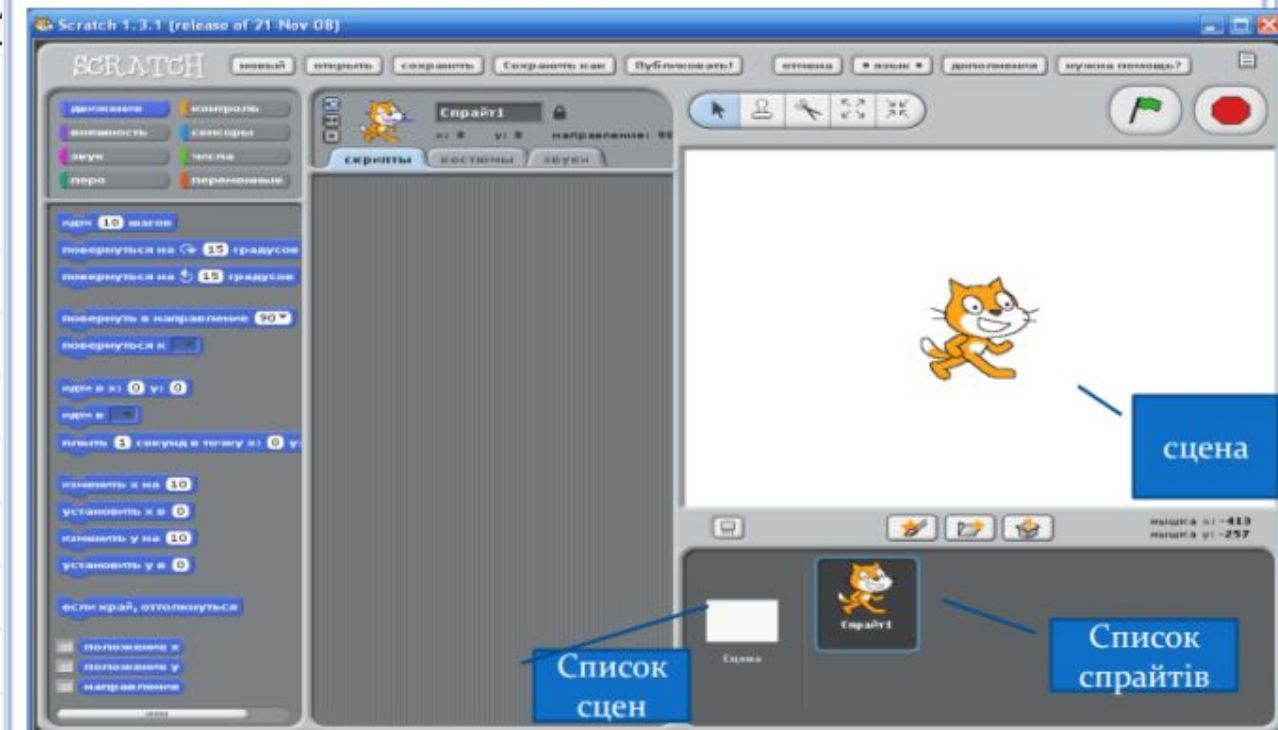 Scratch 1.3.1 (release of 21-Nov-08)
SCRATCH
новый
открыть
сохранить
Сохранить как
Публиковать!
отмена
язык
дополнения
нужна помощь?
движение
контроль
внешность
сенсоры
звук
числа
перо
переменные
Спрайт1
x: 0 y: 0 направление: 90
скрипты
костюмы
звуки
идти 10 шагов
повернуться на 15 градусов
повернуться на 15 градусов
повернуть в направление 90
повернуться к
идти в x: 0 y: 0
идти в
плыть 1 секунд в точку x: 0 y:
изменить х на 10
установить х в 0
изменить у на 10
установить у в 0
если край, оттолкнуться
положение х
положение у
направление
сцена
мышка x: -413
мышка y: -257
Спрайт1
Сцена
Список
сцен
Список
спрайтів